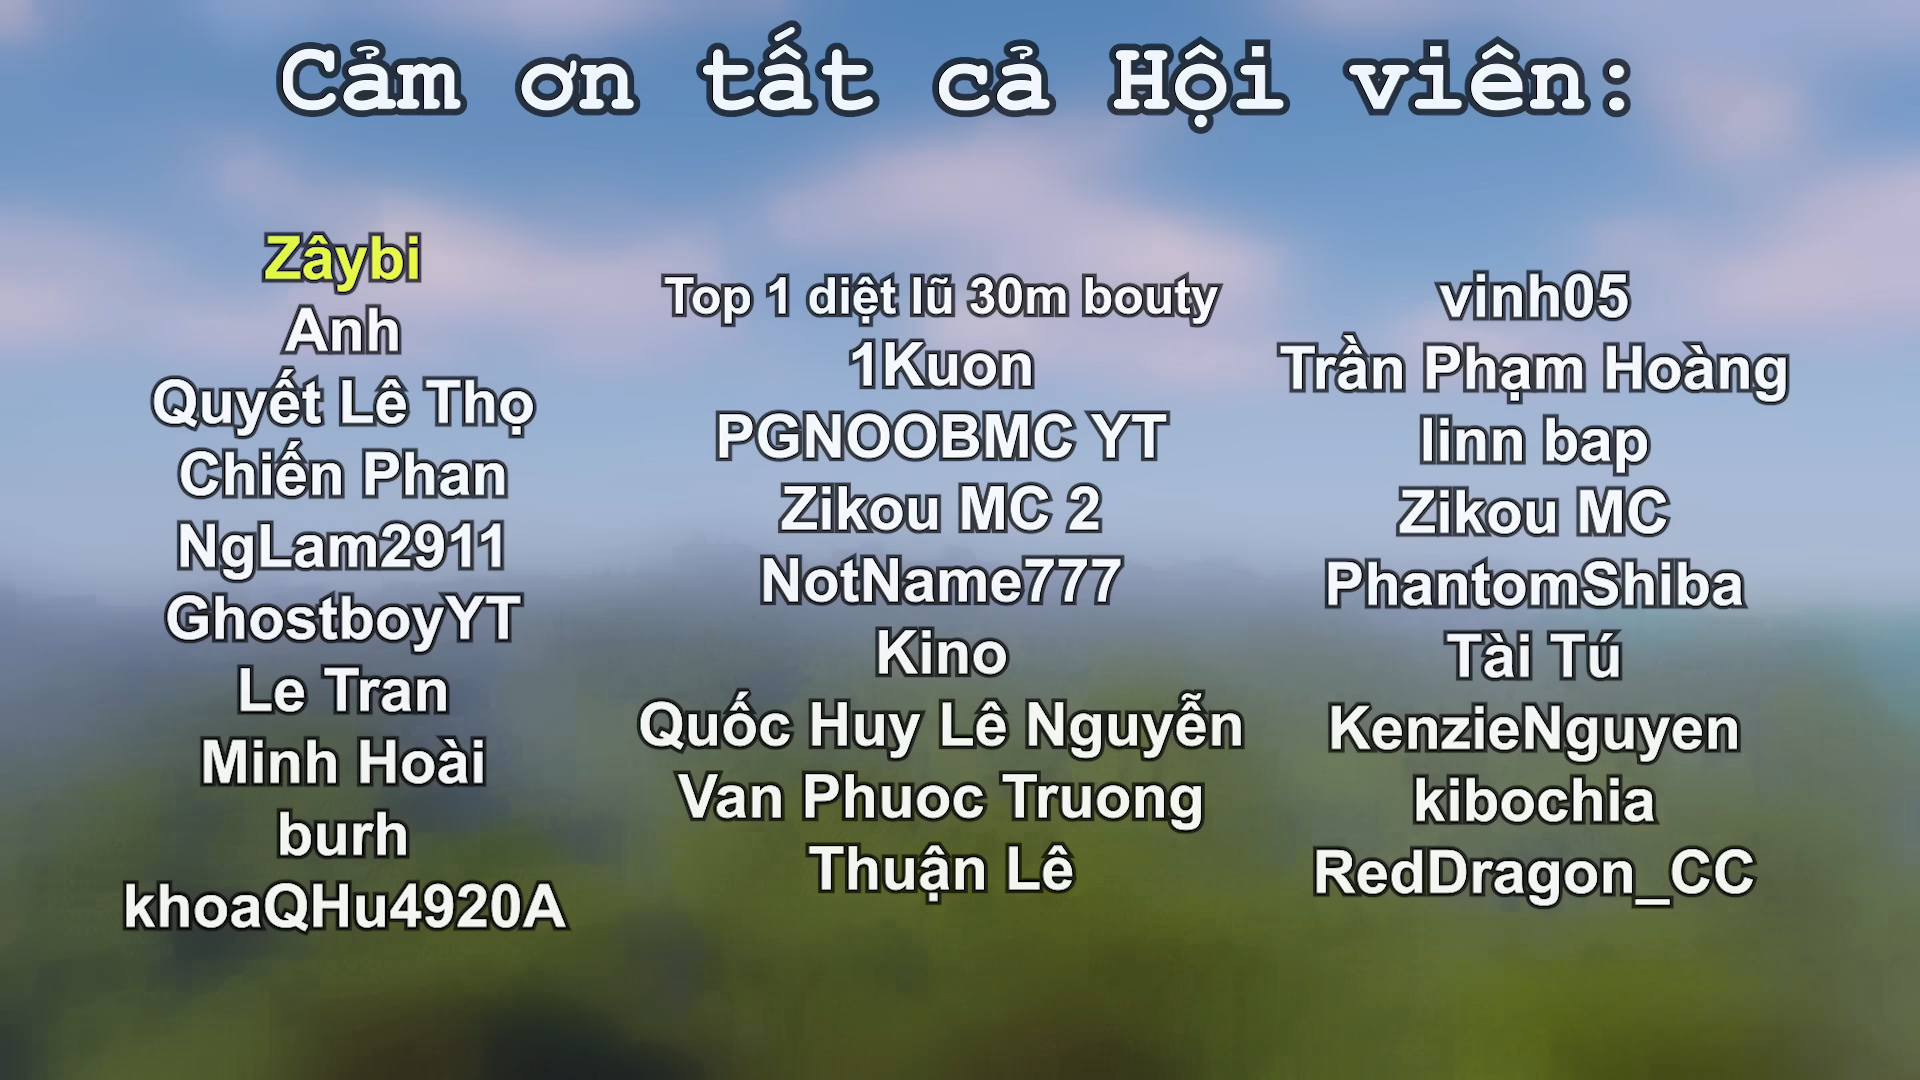 Cảm ơn tất cả Hội viên:
Zâybi
Anh
Quyết Lê Thọ
Chiến Phan
NgLam2911
GhostboyYT
Le Tran
Minh Hoài
burh
khoaQHu4920A
Top 1 diệt lũ 30m bouty
1Kuon
PGNOOBMC YT
Zikou MC 2
NotName777
Kino
Quốc Huy Lê Nguyễn
Van Phuoc Truong
Thuận Lê
vinh05
Trần Phạm Hoàng
linn bap
Zikou MC
PhantomShiba
Tài Tú
KenzieNguyen
kibochia
RedDragon_CC